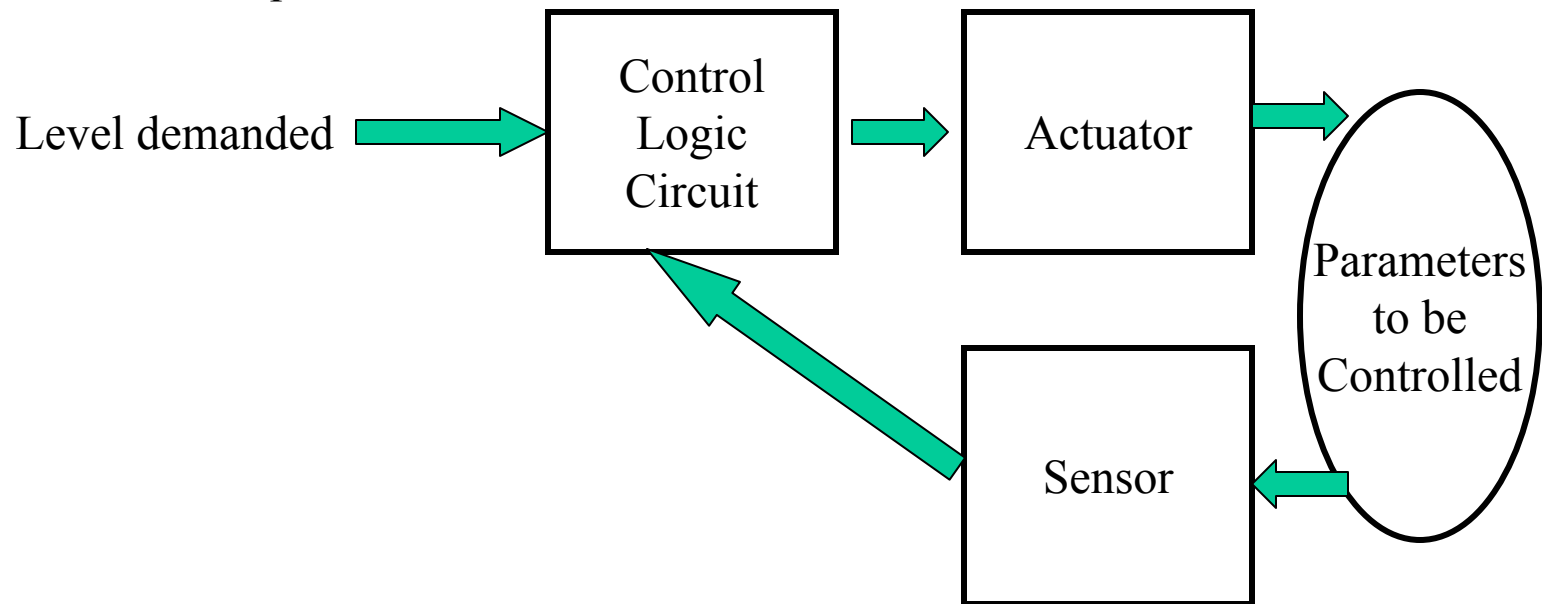 Level demanded
Control
Logic
Circuit
Actuator
Parameters
to be
Controlled
Sensor